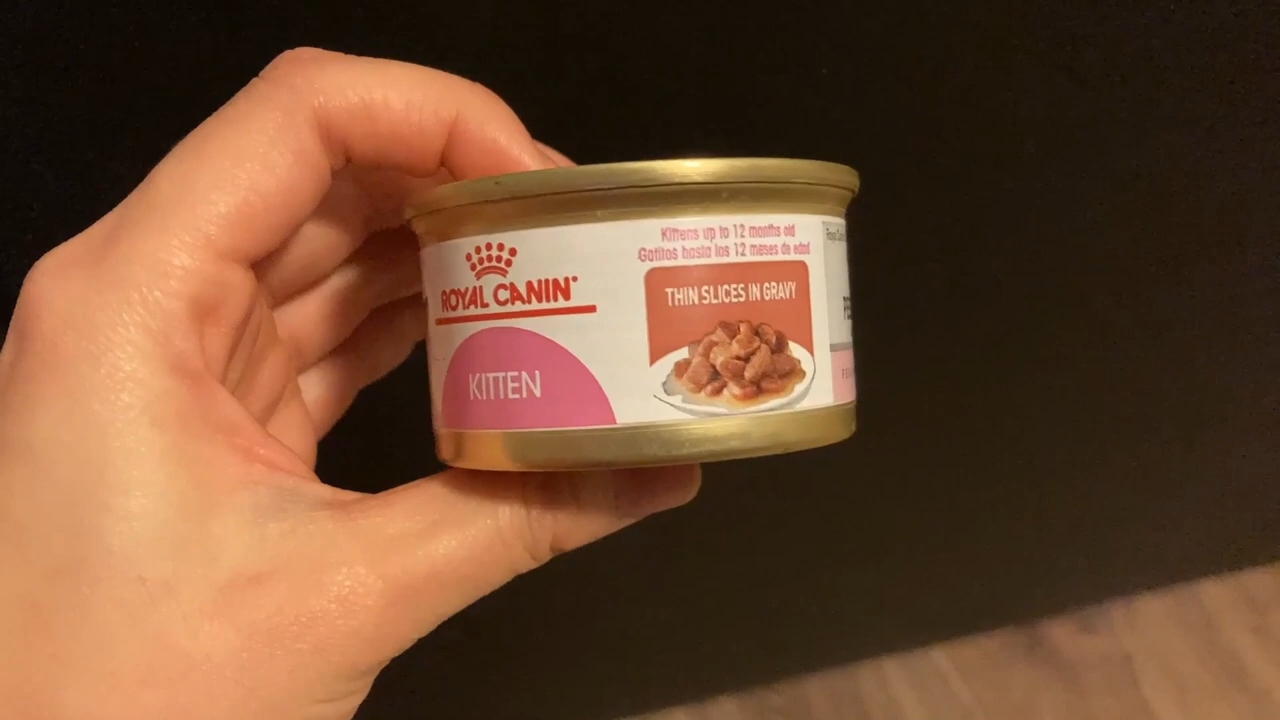 Kittens up to 12 months old
Gatitos hasta los 12 meses de edad
ROYAL CANIN
THIN SLICES IN GRAVY
KITTEN